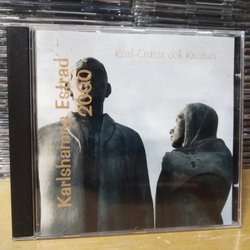 Karl-Oskar och Kristina
Karlshamns Estrad
2000